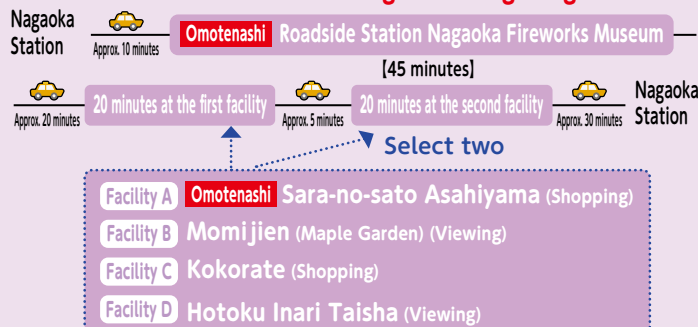 Nagaoka Station
Approx. 10 minutes
Omotenashi Roadside Station Nagaoka Fireworks Museum
[45 minutes]
Approx. 20 minutes
20 minutes at the first facility
Approx. 5 minutes
20 minutes at the second facility
Approx. 30 minutes
Nagaoka Station
Select two
Facility A Omotenashi Sara-no-sato Asahiyama (Shopping)
Facility B Momijien (Maple Garden) (Viewing)
Facility C Kokorate (Shopping)
Facility D Hotoku Inari Taisha (Viewing)